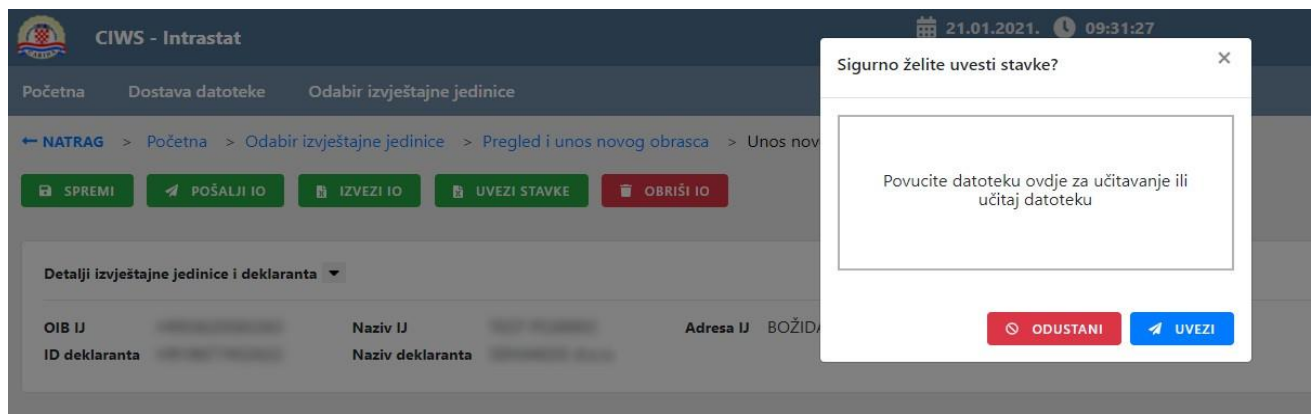 CIWS - Intrastat
21.01.2021. 09:31:27
Početna Dostava datoteke Odabir izvještajne jedinice
← NATRAG > Početna > Odabir izvještajne jedinice > Pregled i unos novog obrasca > Unos nov
SPREMI POŠALJI IO IZVEZI IO UVEZI STAVKE OBRIŠI IO
Detalji izvještajne jedinice i deklaranta
OIB IJ Naziv IJ Adresa IJ BOŽIDA
ID deklaranta Naziv deklaranta
Sigurno želite uvesti stavke? ×
Povucite datoteku ovdje za učitavanje ili
učitaj datoteku
ODUSTANI UVEZI